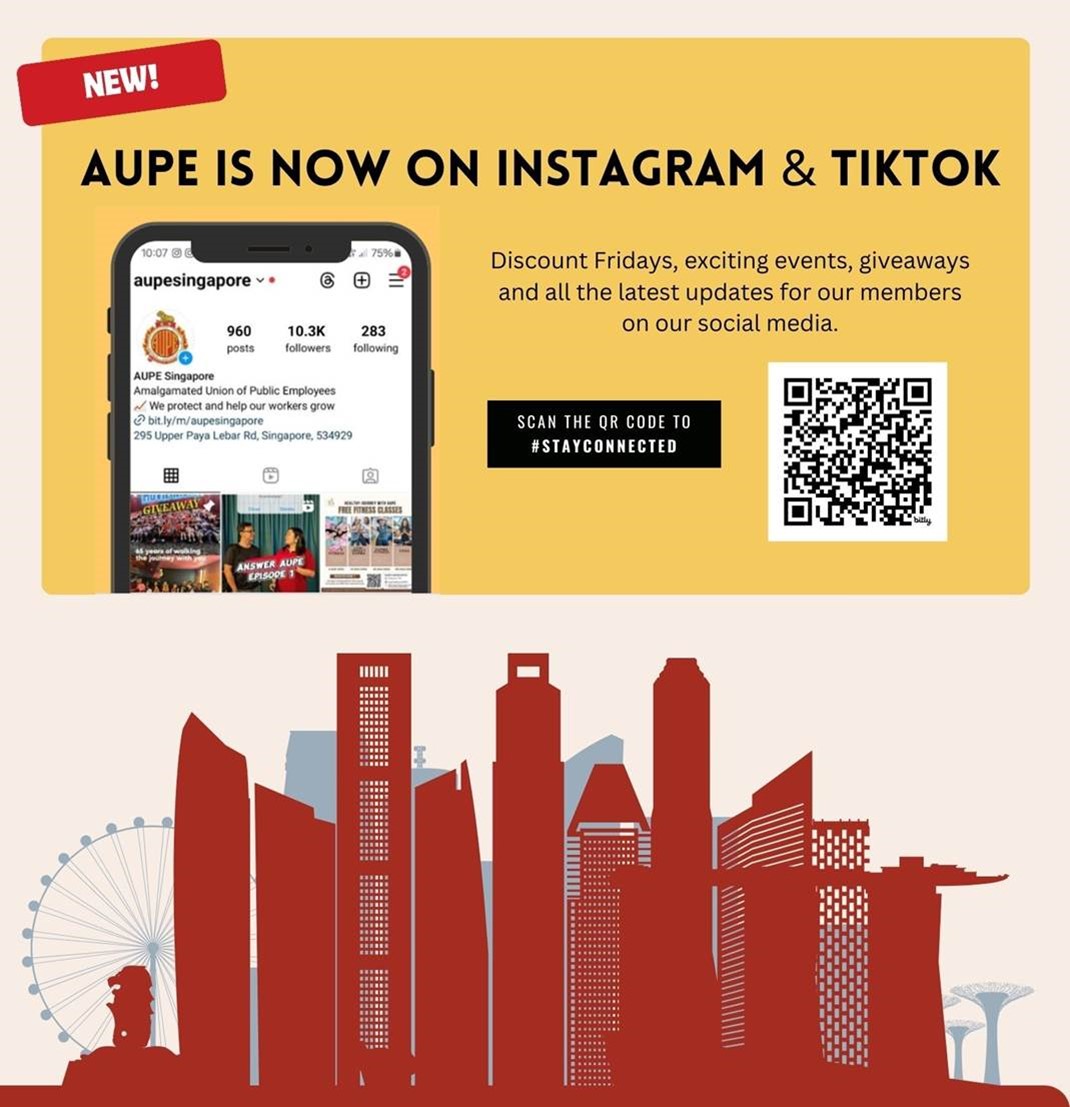 NEW!
AUPE IS NOW ON INSTAGRAM & TIKTOK
10:07
75%
aupesingapore
2
960
10.3K
283
posts
followers
following
AUPE
AUPE Singapore
Amalgamated Union of Public Employees
We protect and help our workers grow
bit.ly/m/aupesingapore
295 Upper Paya Lebar Rd, Singapore, 534929
GIVEAWAY
65 years of walking
the journey with you
ANSWER AUPE
EPISODE 1
HEALTHY JOURNEY WITH AUPE
FREE FITNESS CLASSES
Discount Fridays, exciting events, giveaways
and all the latest updates for our members
on our social media.
SCAN THE QR CODE TO
#STAYCONNECTED
bitly